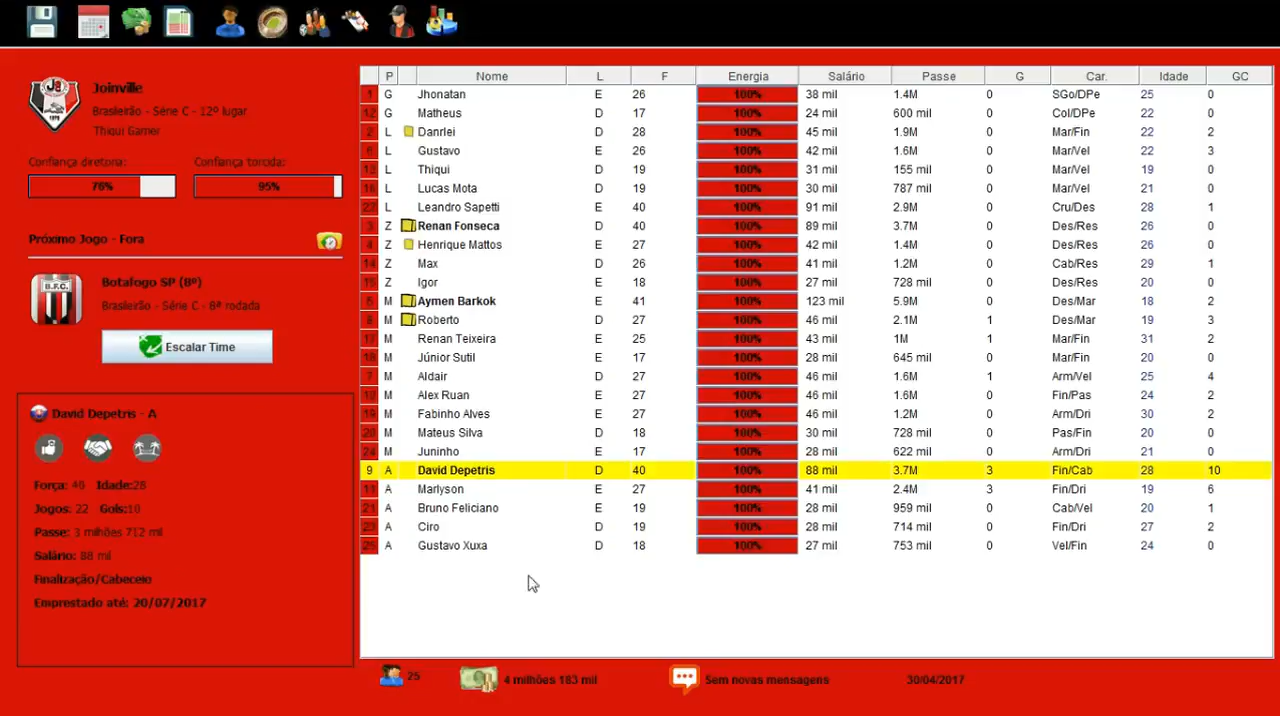 Joinville
Brasileirão - Série C - 12º lugar
Thiqui Gamer
Confiança diretoria: Confiança torcida:
76% 95%
Próximo Jogo - Fora
B.F.C.
Botafogo SP (8º)
Brasileirão - Série C - 8ª rodada
Escalar Time
David Depetris - A
Força: 40 Idade:28
Jogos: 22 Gols:10
Passe: 3 milhões 712 mil
Salário: 88 mil
Finalização/Cabeceio
Emprestado até: 20/07/2017
P Nome L F Energia Salário Passe G Car. Idade GC
1 G Jhonatan E 26 100% 38 mil 1.4M 0 SGo/DPe 25 0
12 G Matheus D 17 100% 24 mil 600 mil 0 Col/DPe 22 0
2 L Danrlei D 28 100% 45 mil 1.9M 0 Mar/Fin 22 2
6 L Gustavo E 26 100% 42 mil 1.6M 0 Mar/Vel 22 3
13 L Thiqui D 19 100% 31 mil 155 mil 0 Mar/Vel 19 0
16 L Lucas Mota D 19 100% 30 mil 787 mil 0 Mar/Vel 21 0
27 L Leandro Sapetti E 40 100% 91 mil 2.9M 0 Cru/Des 28 1
3 Z Renan Fonseca D 40 100% 89 mil 3.7M 0 Des/Res 26 0
4 Z Henrique Mattos E 27 100% 42 mil 1.4M 0 Des/Res 26 0
14 Z Max D 26 100% 41 mil 1.2M 0 Cab/Res 29 1
15 Z Igor E 18 100% 27 mil 728 mil 0 Des/Res 20 0
5 M Aymen Barkok E 41 100% 123 mil 5.9M 0 Des/Mar 18 2
8 M Roberto D 27 100% 46 mil 2.1M 1 Des/Mar 19 3
17 M Renan Teixeira E 25 100% 43 mil 1M 1 Mar/Fin 31 2
18 M Júnior Sutil E 17 100% 28 mil 645 mil 0 Mar/Fin 20 0
7 M Aldair D 27 100% 46 mil 1.6M 1 Arm/Vel 25 4
M Alex Ruan E 27 100% 46 mil 1.6M 0 Fin/Pas 24 2
19 M Fabinho Alves E 27 100% 46 mil 1.2M 0 Arm/Dri 30 2
20 M Mateus Silva D 18 100% 30 mil 728 mil 0 Pas/Fin 20 0
24 M Juninho E 17 100% 28 mil 622 mil 0 Arm/Dri 21 0
9 A David Depetris D 40 100% 88 mil 3.7M 3 Fin/Cab 28 10
11 A Marlyson E 27 100% 41 mil 2.4M 3 Fin/Dri 19 6
21 A Bruno Feliciano E 19 100% 28 mil 959 mil 0 Cab/Vel 20 1
23 A Ciro D 19 100% 28 mil 714 mil 0 Fin/Dri 27 2
25 A Gustavo Xuxa D 18 100% 27 mil 753 mil 0 Vel/Fin 24 0
25 4 milhões 183 mil Sem novas mensagens 30/04/2017